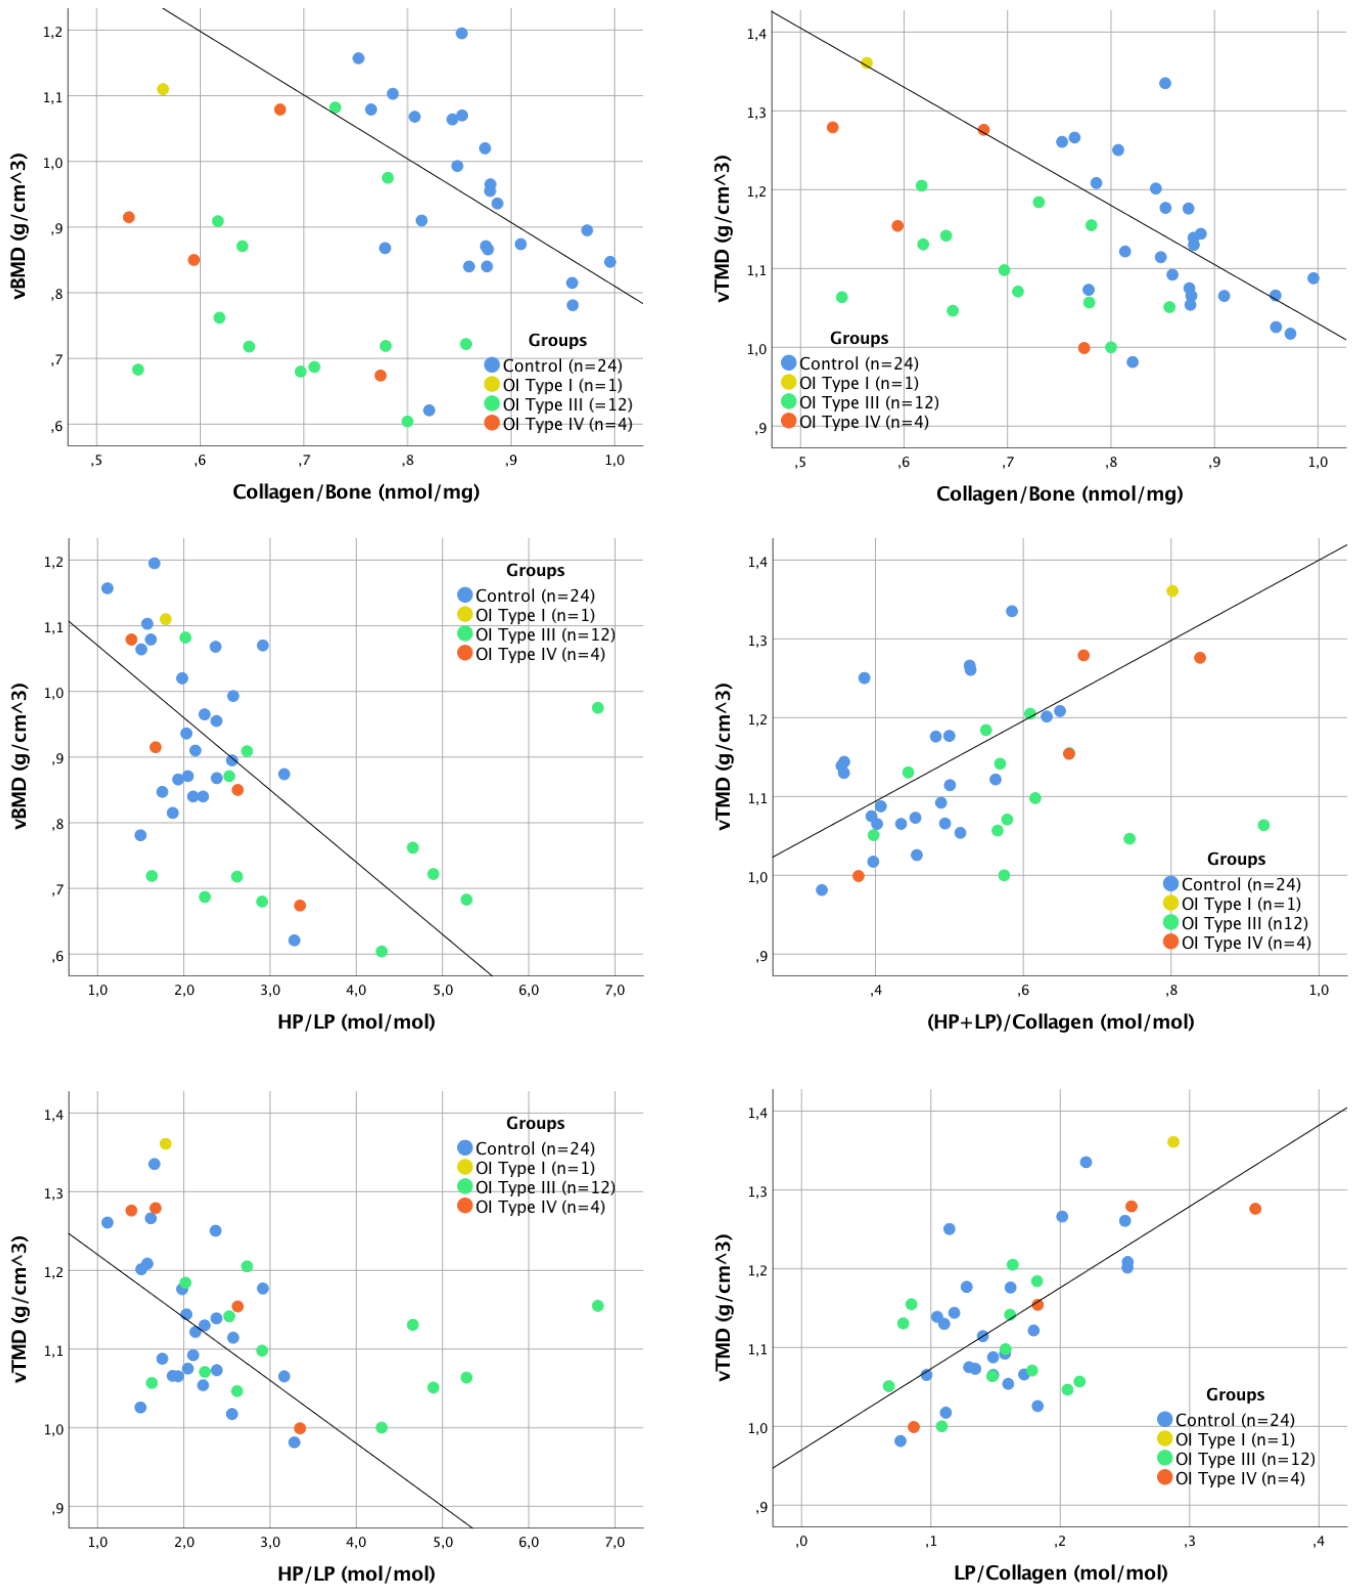 1,2
1,1
1,0
,9
,8
,7
,6
vBMD (g/cm^3)
Groups
Control (n=24)
OI Type I (n=1)
OI Type III (=12)
OI Type IV (n=4)
,5 ,6 ,7 ,8 ,9 1,0
Collagen/Bone (nmol/mg)
1,4
1,3
1,2
1,1
1,0
,9
vTMD (g/cm^3)
Groups
Control (n=24)
OI Type I (n=1)
OI Type III (n=12)
OI Type IV (n=4)
,5 ,6 ,7 ,8 ,9 1,0
Collagen/Bone (nmol/mg)
1,2
1,1
1,0
,9
,8
,7
,6
vBMD (g/cm^3)
Groups
Control (n=24)
OI Type I (n=1)
OI Type III (n=12)
OI Type IV (n=4)
1,0 2,0 3,0 4,0 5,0 6,0 7,0
HP/LP (mol/mol)
1,4
1,3
1,2
1,1
1,0
,9
vTMD (g/cm^3)
Groups
Control (n=24)
OI Type I (n=1)
OI Type III (n12)
OI Type IV (n=4)
,4 ,6 ,8 1,0
(HP+LP)/Collagen (mol/mol)
1,4
1,3
1,2
1,1
1,0
,9
vTMD (g/cm^3)
Groups
Control (n=24)
OI Type I (n=1)
OI Type III (n=12)
OI Type IV (n=4)
1,0 2,0 3,0 4,0 5,0 6,0 7,0
HP/LP (mol/mol)
1,4
1,3
1,2
1,1
1,0
,9
vTMD (g/cm^3)
Groups
Control (n=24)
OI Type I (n=1)
OI Type III (n=12)
OI Type IV (n=4)
,0 ,1 ,2 ,3 ,4
LP/Collagen (mol/mol)